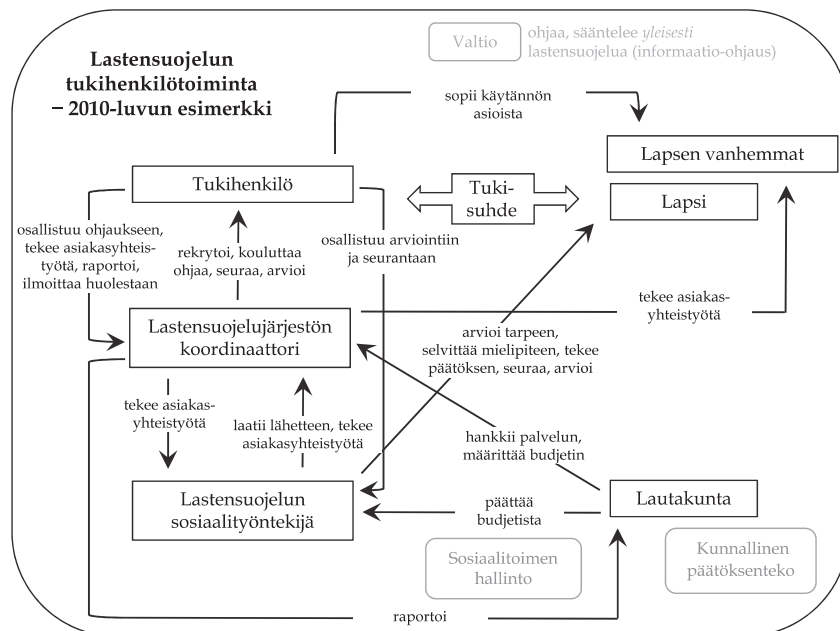 Lastensuojelun
tukihenkilötoiminta
– 2010-luvun esimerkki
Valtio
ohjaa, sääntelee yleisesti
lastensuojelua (informaatio-ohjaus)
sopii käytännön
asioista
Lapsen vanhemmat
Tukihenkilö
Tuki-
suhde
Lapsi
osallistuu ohjaukseen,
tekee asiakasyhteis-
työtä, raportoi,
ilmoittaa huolestaan
rekrytoi, kouluttaa
ohjaa, seuraa, arvioi
osallistuu arviointiin
ja seurantaan
tekee asiakas-
yhteistyötä
Lastensuojelujärjestön
koordinaattori
arvioi tarpeen,
selvittää mielipiteen, tekee
päätöksen, seuraa, arvioi
tekee asiakas-
yhteistyötä
laatii lähetteen, tekee
asiakasyhteistyötä
hankkii palvelun,
määrittää budjetin
Lastensuojelun
sosiaalityöntekijä
päättää
budjetista
Lautakunta
Sosiaalitoimen
hallinto
Kunnallinen
päätöksenteko
raportoi